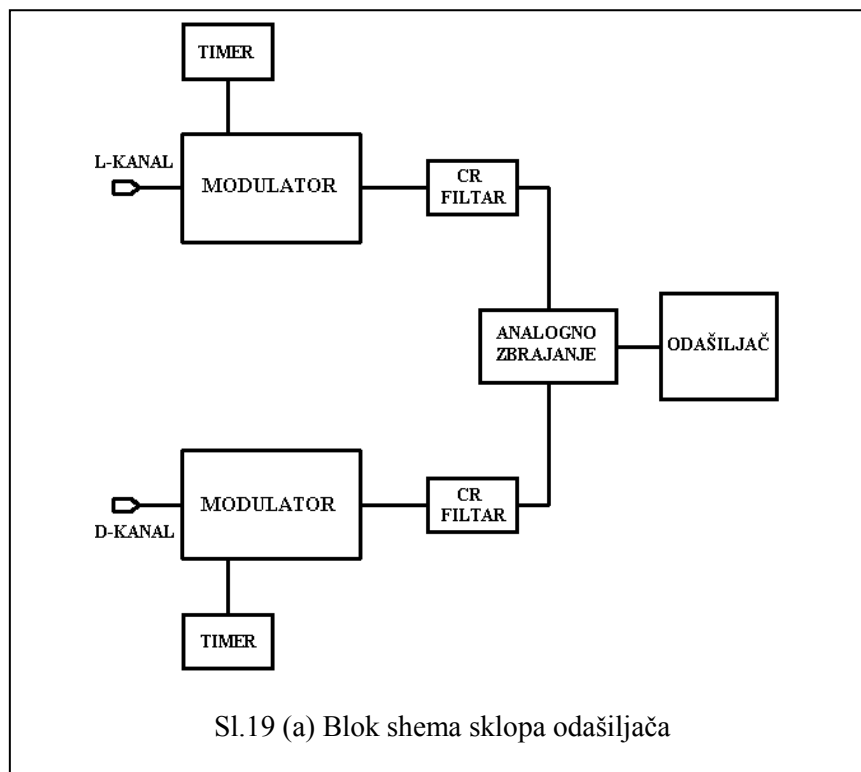 TIMER
L-KANAL
MODULATOR
CR
FILTAR
ANALOGNO
ZBRAJANJE
ODAŠILJAČ
MODULATOR
CR
FILTAR
D-KANAL
TIMER
Sl.19 (a) Blok shema sklopa odašiljača